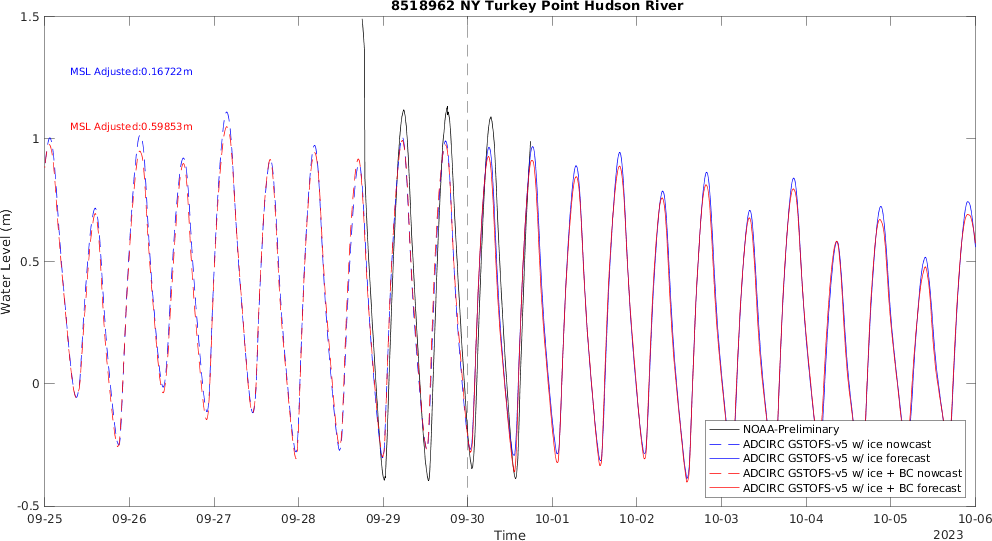 8518962 NY Turkey Point Hudson River
1.5
1
0.5
0
-0.5
Water Level (m)
MSL Adjusted:0.16722m
MSL Adjusted:0.59853m
NOAA-Preliminary
ADCIRC GSTOFS-v5 w/ ice nowcast
ADCIRC GSTOFS-v5 w/ ice forecast
ADCIRC GSTOFS-v5 w/ ice + BC nowcast
ADCIRC GSTOFS-v5 w/ ice + BC forecast
09-25 09-26 09-27 09-28 09-29 09-30 10-01 10-02 10-03 10-04 10-05 10-06
Time
2023